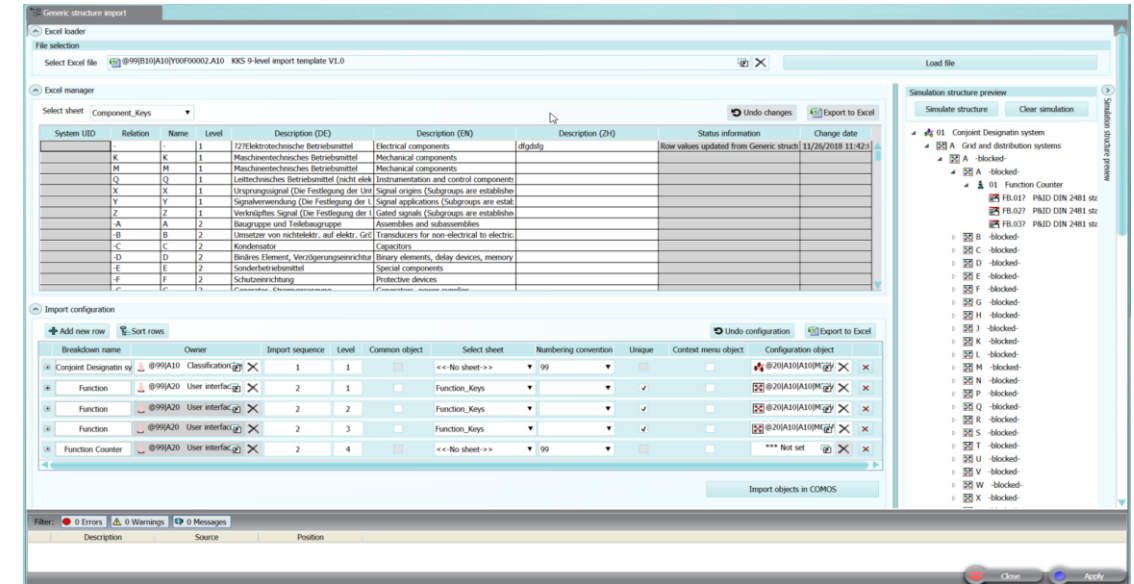 Generic structure import
Excel loader
File selection
Select Excel file @99|B10|A10|Y00F00002.A10 KKS 9-level import template V1.0 Load file
Excel manager
Select sheet Component_Keys Undo changes Export to Excel
System UID Relation Name Level Description (DE) Description (EN) Description (ZH) Status information Change date
- - 1 ???Elektrotechnische Betriebsmittel Electrical components dfgdsfg Row values updated from Generic struct 11/26/2018 11:42:
K K 1 Maschinentechnische Betriebsmittel Mechanical components
M M 1 Maschinentechnische Betriebsmittel Mechanical components
Q Q 1 Leittechnisches Betriebsmittel (nicht elek Instrumentation and control components
X X 1 Ursprungssignal (Die Festlegung der Unt Signal origins (Subgroups are establishe
Y Y 1 Signalverwendung (Die Festlegung der U Signal applications (Subgroups are estab
Z Z 1 Verknüpftes Signal (Die Festlegung der U Gated signals (Subgroups are establishe
-A A 2 Baugruppe und Teilebaugruppe Assemblies and subassemblies
-B B 2 Umsetzer von nichtelektr. auf elektr. Grö Transducers for non-electrical to electric
-C C 2 Kondensator Capacitors
-D D 2 Binäres Element, Verzögerungseinrichtur Binary elements, delay devices, memory
-E E 2 Sonderbetriebsmittel Special components
-F F 2 Schutzeinrichtung Protective devices
-G G 2 Generator, Stromversorgung Generators, power supplies
Import configuration
Add new row Sort rows Undo configuration Export to Excel
Breakdown name Owner Import sequence Level Common object Select sheet Numbering convention Unique Context menu object Configuration object
Conjoint Designatin sy @99|A10 Classification 1 1 <<-No sheet->> 99 @20|A10|A10|M
Function @99|A20 User interfac 2 1 Function_Keys @20|A10|A10|M
Function @99|A20 User interfac 2 2 Function_Keys @20|A10|A10|M
Function @99|A20 User interfac 2 3 Function_Keys @20|A10|A10|M
Function Counter @99|A20 User interfac 2 4 <<-No sheet->> 99 *** Not set
Import objects in COMOS
Simulation structure preview
Simulate structure Clear simulation
Simulation structure preview
01 Conjoint Designatin system
A Grid and distribution systems
A -blocked-
A -blocked-
01 Function Counter
FB.01? P&ID DIN 2481 sta
FB.02? P&ID DIN 2481 sta
FB.03? P&ID DIN 2481 sta
B -blocked-
C -blocked-
D -blocked-
E -blocked-
F -blocked-
G -blocked-
H -blocked-
J -blocked-
K -blocked-
L -blocked-
M -blocked-
N -blocked-
P -blocked-
Q -blocked-
R -blocked-
S -blocked-
T -blocked-
U -blocked-
V -blocked-
W -blocked-
X -blocked-
Filter: 0 Errors 0 Warnings 0 Messages
Description Source Position
Close Apply